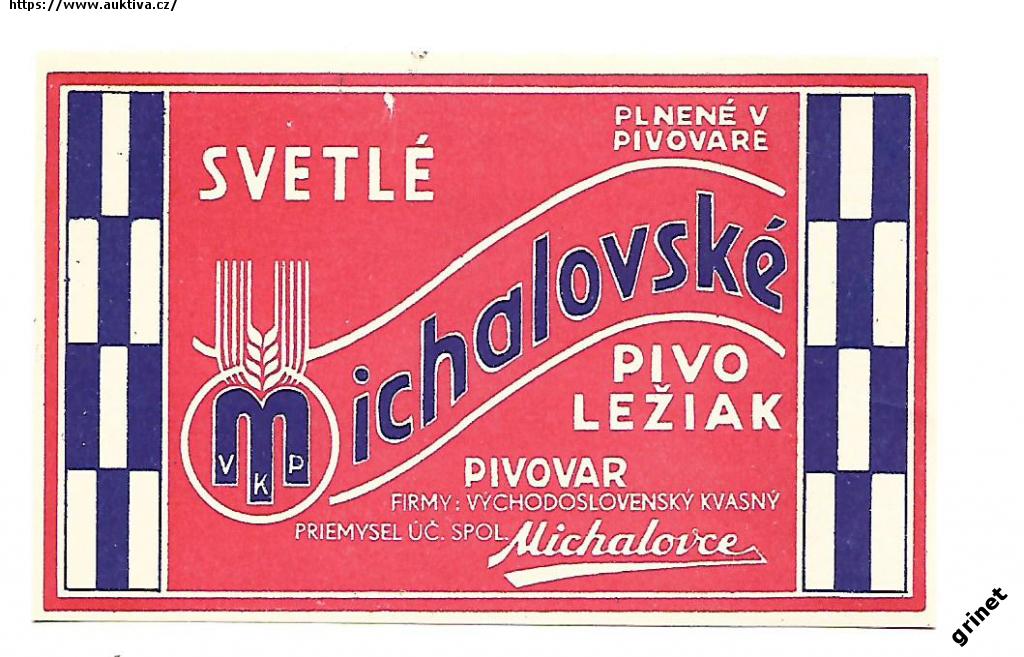 https://www.auktiva.cz/
SVETLÉ
PLNENÉ V
PIVOVARE
Michalovské
V K P
PIVO
LEŽIAK
PIVOVAR
FIRMY: VÝCHODOSLOVENSKÝ KVASNÝ
PRIEMYSEL ÚČ. SPOL.
Michalovce
grinet